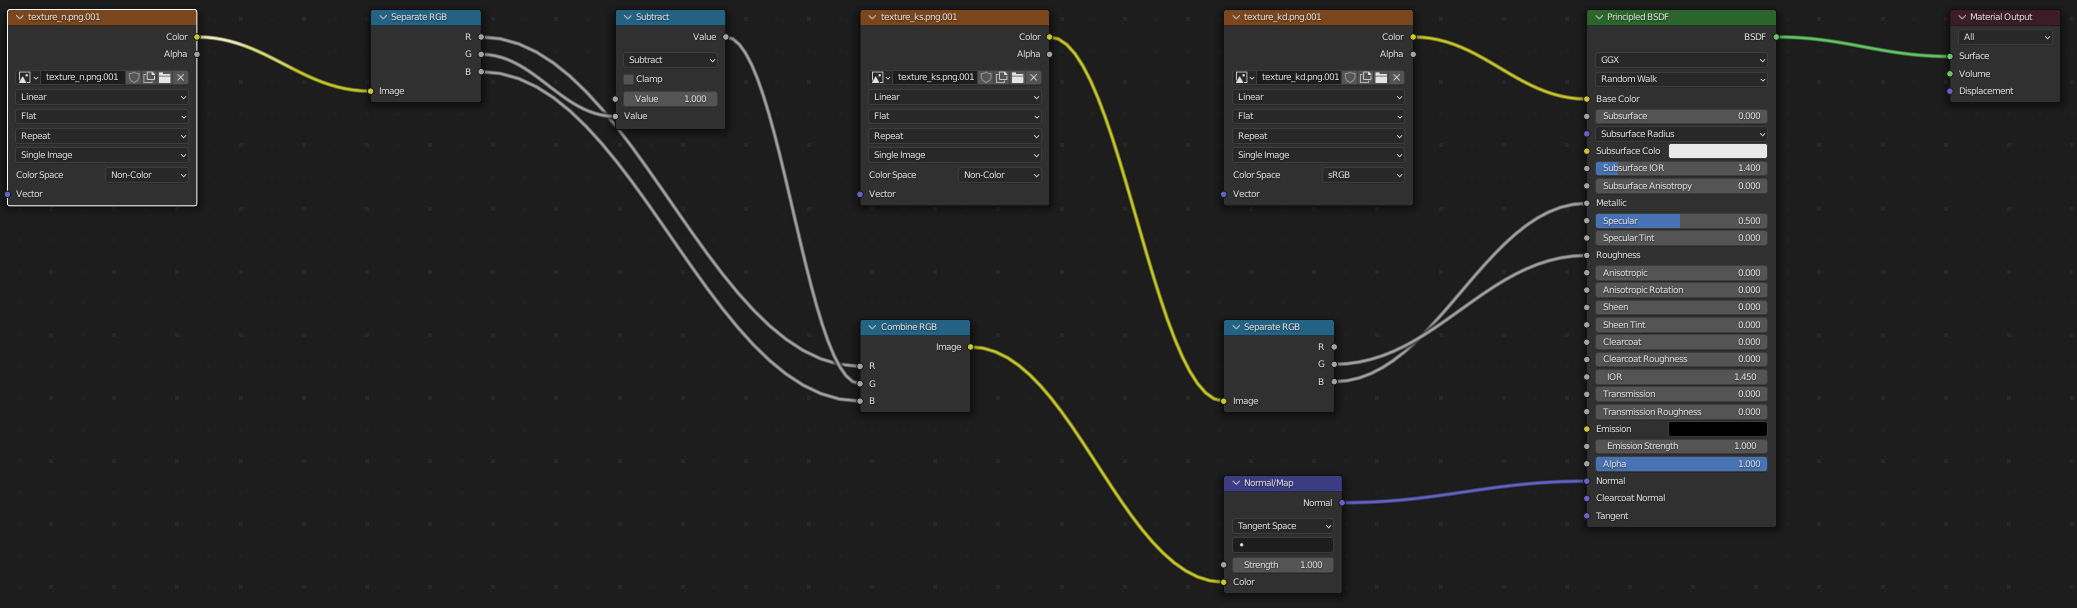 texture_n.png.001
Color
Alpha
texture_n.png.001
Linear
Flat
Repeat
Single Image
Color Space Non-Color
Vector
Separate RGB
R
G
B
Image
Subtract
Value
Subtract
Clamp
Value 1.000
Value
texture_ks.png.001
Color
Alpha
texture_ks.png.001
Linear
Flat
Repeat
Single Image
Color Space Non-Color
Vector
Combine RGB
Image
R
G
B
texture_kd.png.001
Color
Alpha
texture_kd.png.001
Linear
Flat
Repeat
Single Image
Color Space sRGB
Vector
Separate RGB
R
G
B
Image
Normal/Map
Normal
Tangent Space
Strength 1.000
Color
Principled BSDF
BSDF
GGX
Random Walk
Base Color
Subsurface 0.000
Subsurface Radius
Subsurface Colo
Subsurface IOR 1.400
Subsurface Anisotropy 0.000
Metallic
Specular 0.500
Specular Tint 0.000
Roughness
Anisotropic 0.000
Anisotropic Rotation 0.000
Sheen 0.000
Sheen Tint 0.000
Clearcoat 0.000
Clearcoat Roughness 0.000
IOR 1.450
Transmission 0.000
Transmission Roughness 0.000
Emission
Emission Strength 1.000
Alpha 1.000
Normal
Clearcoat Normal
Tangent
Material Output
All
Surface
Volume
Displacement